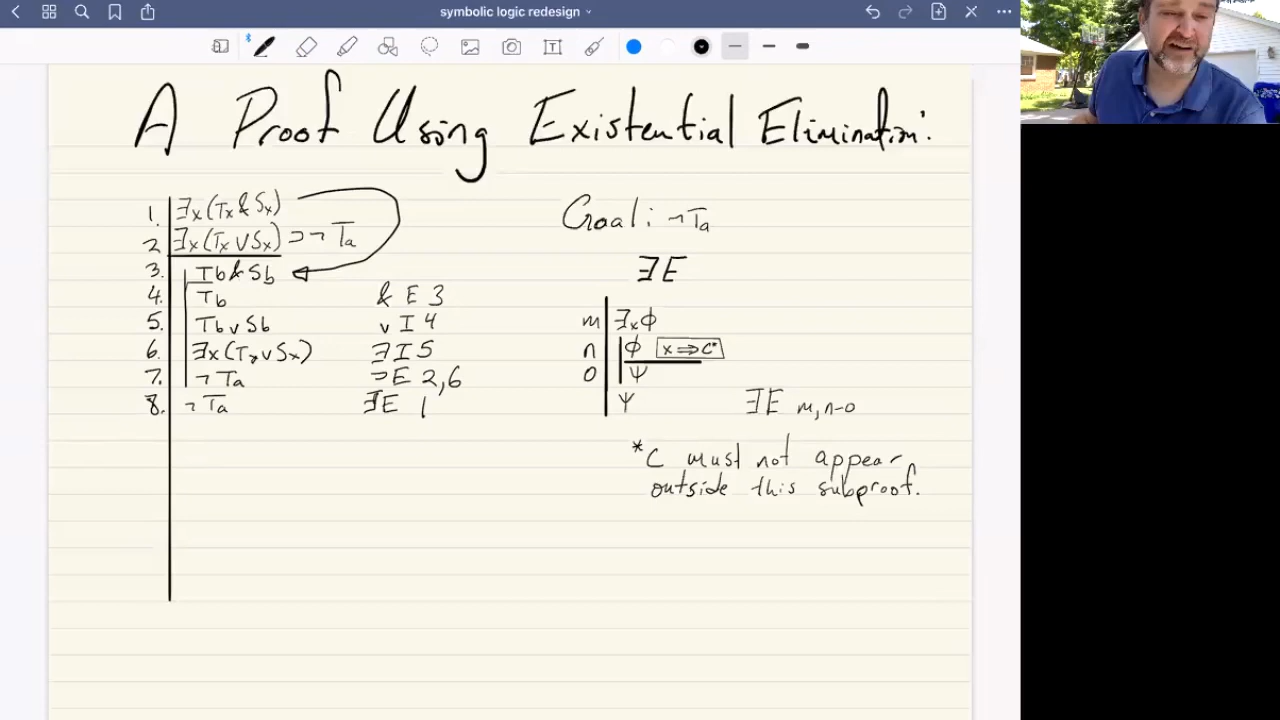 symbolic logic redesign
A Proof Using Existential Elimination:
1. ∃x(Tx & Sx)
2 ∃x(Tx ∨ Sx) ⊃ ¬ Ta
3. Tb & Sb
4. Tb & E 3
5. Tb ∨ Sb ∨ I 4
6. ∃x(Tx ∨ Sx) ∃ I 5
7. ¬ Ta ⊃E 2,6
8. ¬ Ta ∃E 1
Goal: ¬Ta
∃E
m ∃xϕ
n ϕ x ⇒ c*
o Ψ
Ψ ∃E m, n-o
*C must not appear
outside this subproof.